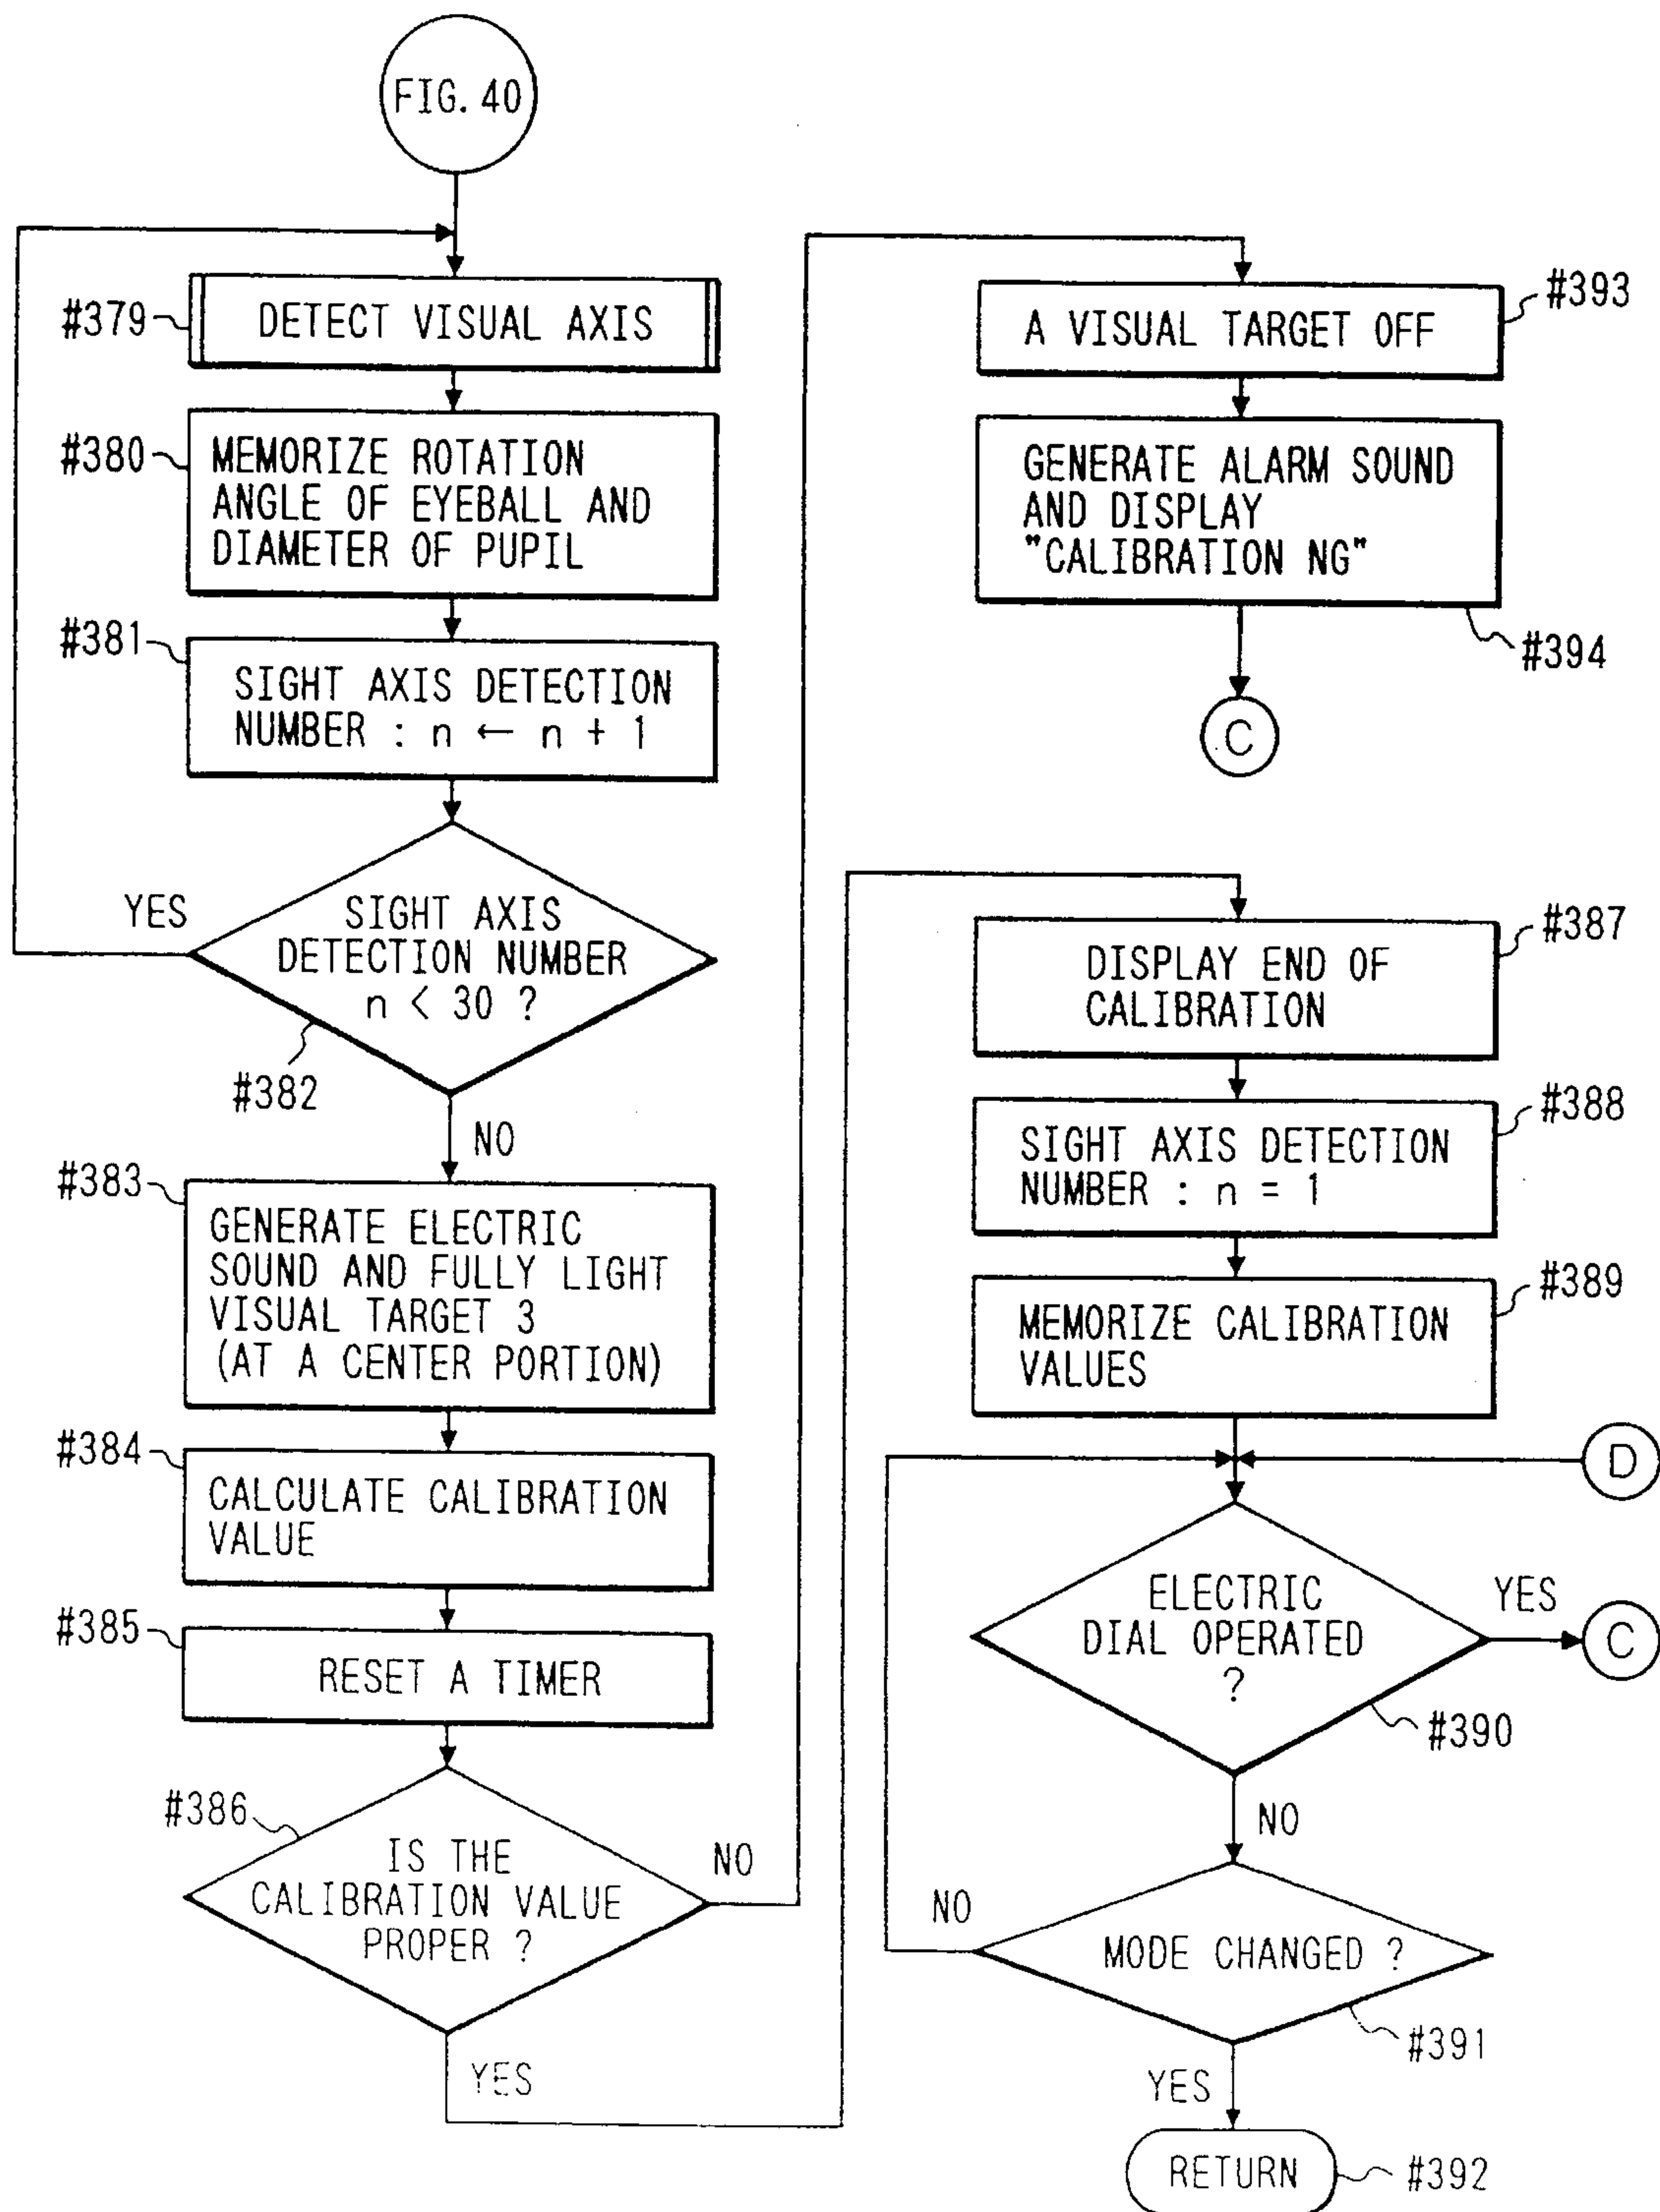 FIG. 40
#379
DETECT VISUAL AXIS
#380
MEMORIZE ROTATION
ANGLE OF EYEBALL AND
DIAMETER OF PUPIL
#381
SIGHT AXIS DETECTION
NUMBER : n ← n + 1
YES
SIGHT AXIS
DETECTION NUMBER
n < 30 ?
#382
NO
#383
GENERATE ELECTRIC
SOUND AND FULLY LIGHT
VISUAL TARGET 3
(AT A CENTER PORTION)
#384
CALCULATE CALIBRATION
VALUE
#385
RESET A TIMER
#386
IS THE
CALIBRATION VALUE
PROPER ?
NO
YES
#393
A VISUAL TARGET OFF
GENERATE ALARM SOUND
AND DISPLAY
"CALIBRATION NG"
#394
C
#387
DISPLAY END OF
CALIBRATION
#388
SIGHT AXIS DETECTION
NUMBER : n = 1
#389
MEMORIZE CALIBRATION
VALUES
D
ELECTRIC
DIAL OPERATED
?
YES
C
#390
NO
NO
MODE CHANGED ?
#391
YES
RETURN
#392